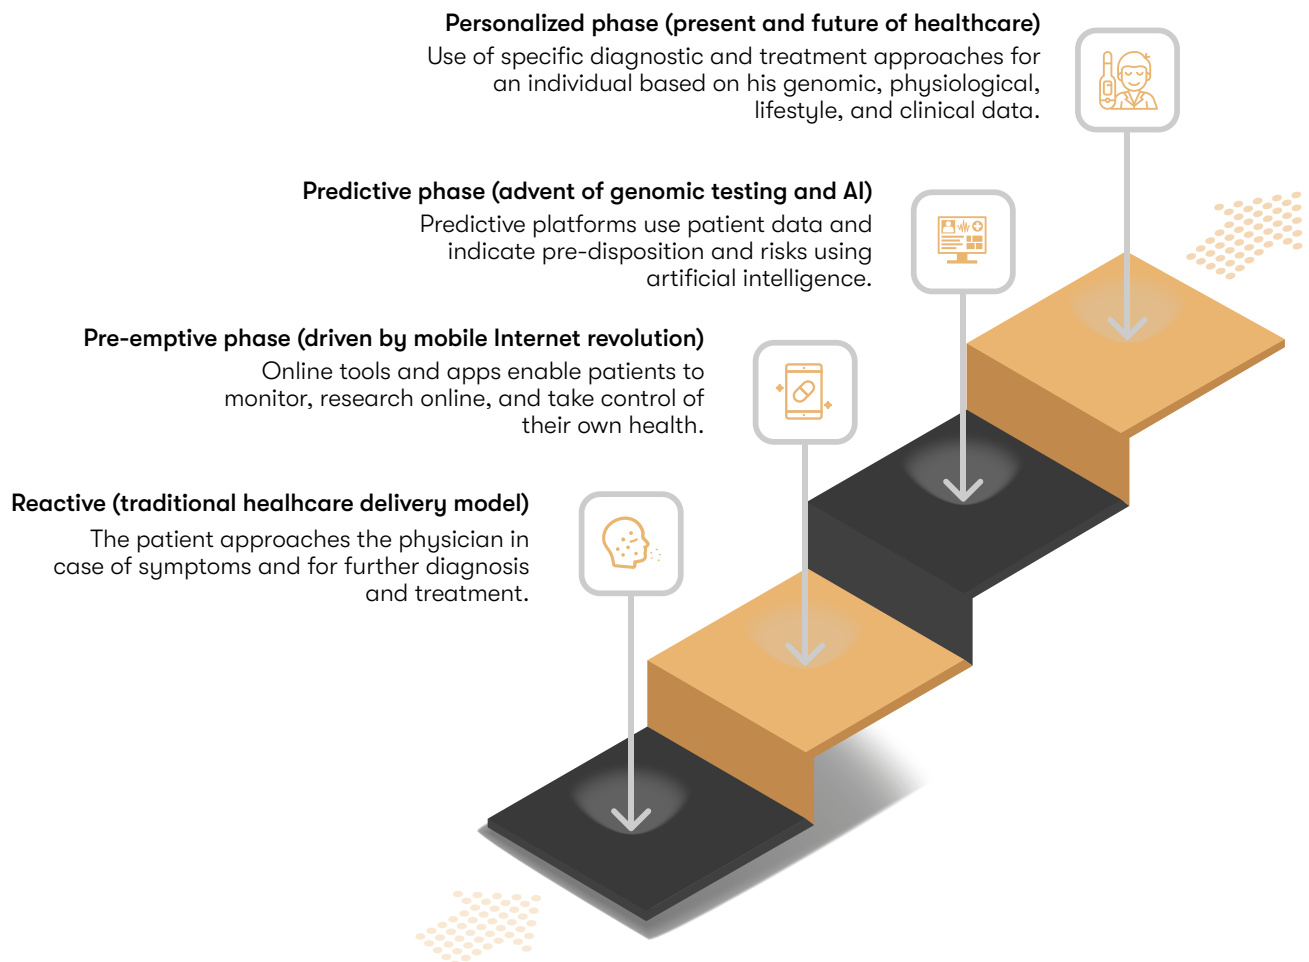 Personalized phase (present and future of healthcare)
Use of specific diagnostic and treatment approaches for
an individual based on his genomic, physiological,
lifestyle, and clinical data.
Predictive phase (advent of genomic testing and AI)
Predictive platforms use patient data and
indicate pre-disposition and risks using
artificial intelligence.
Pre-emptive phase (driven by mobile Internet revolution)
Online tools and apps enable patients to
monitor, research online, and take control of
their own health.
Reactive (traditional healhcare delivery model)
The patient approaches the physician in
case of symptoms and for further diagnosis
and treatment.